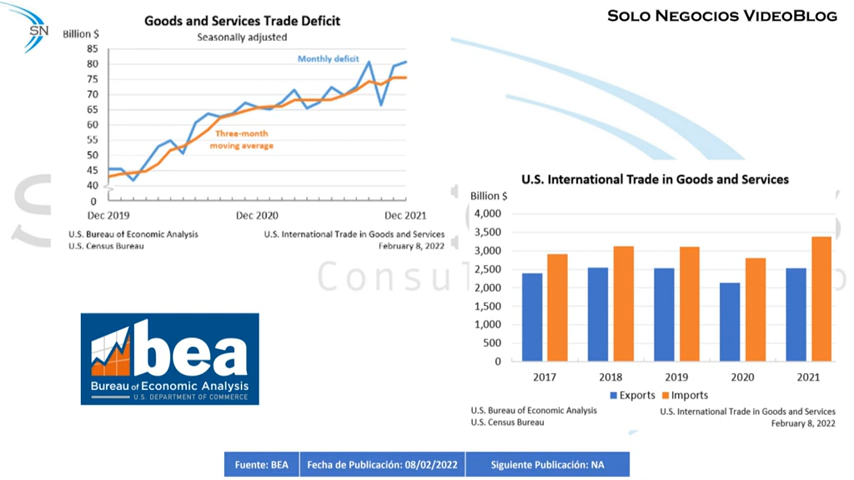 SN
SOLO NEGOCIOS VIDEOBLOG
Goods and Services Trade Deficit
Seasonally adjusted
Billion $
85
80
75
70
65
60
55
50
45
40
0
Monthly deficit
Three-month
moving average
Dec 2019
Dec 2020
Dec 2021
U.S. Bureau of Economic Analysis
U.S. Census Bureau
U.S. International Trade in Goods and Services
February 8, 2022
U.S. International Trade in Goods and Services
Billion $
4,000
3,500
3,000
2,500
2,000
1,500
1,000
500
0
2017
2018
2019
2020
2021
Exports
Imports
U.S. Bureau of Economic Analysis
U.S. Census Bureau
U.S. International Trade in Goods and Services
February 8, 2022
bea
Bureau of Economic Analysis
U.S. DEPARTMENT OF COMMERCE
Fuente: BEA
Fecha de Publicación: 08/02/2022
Siguiente Publicación: NA